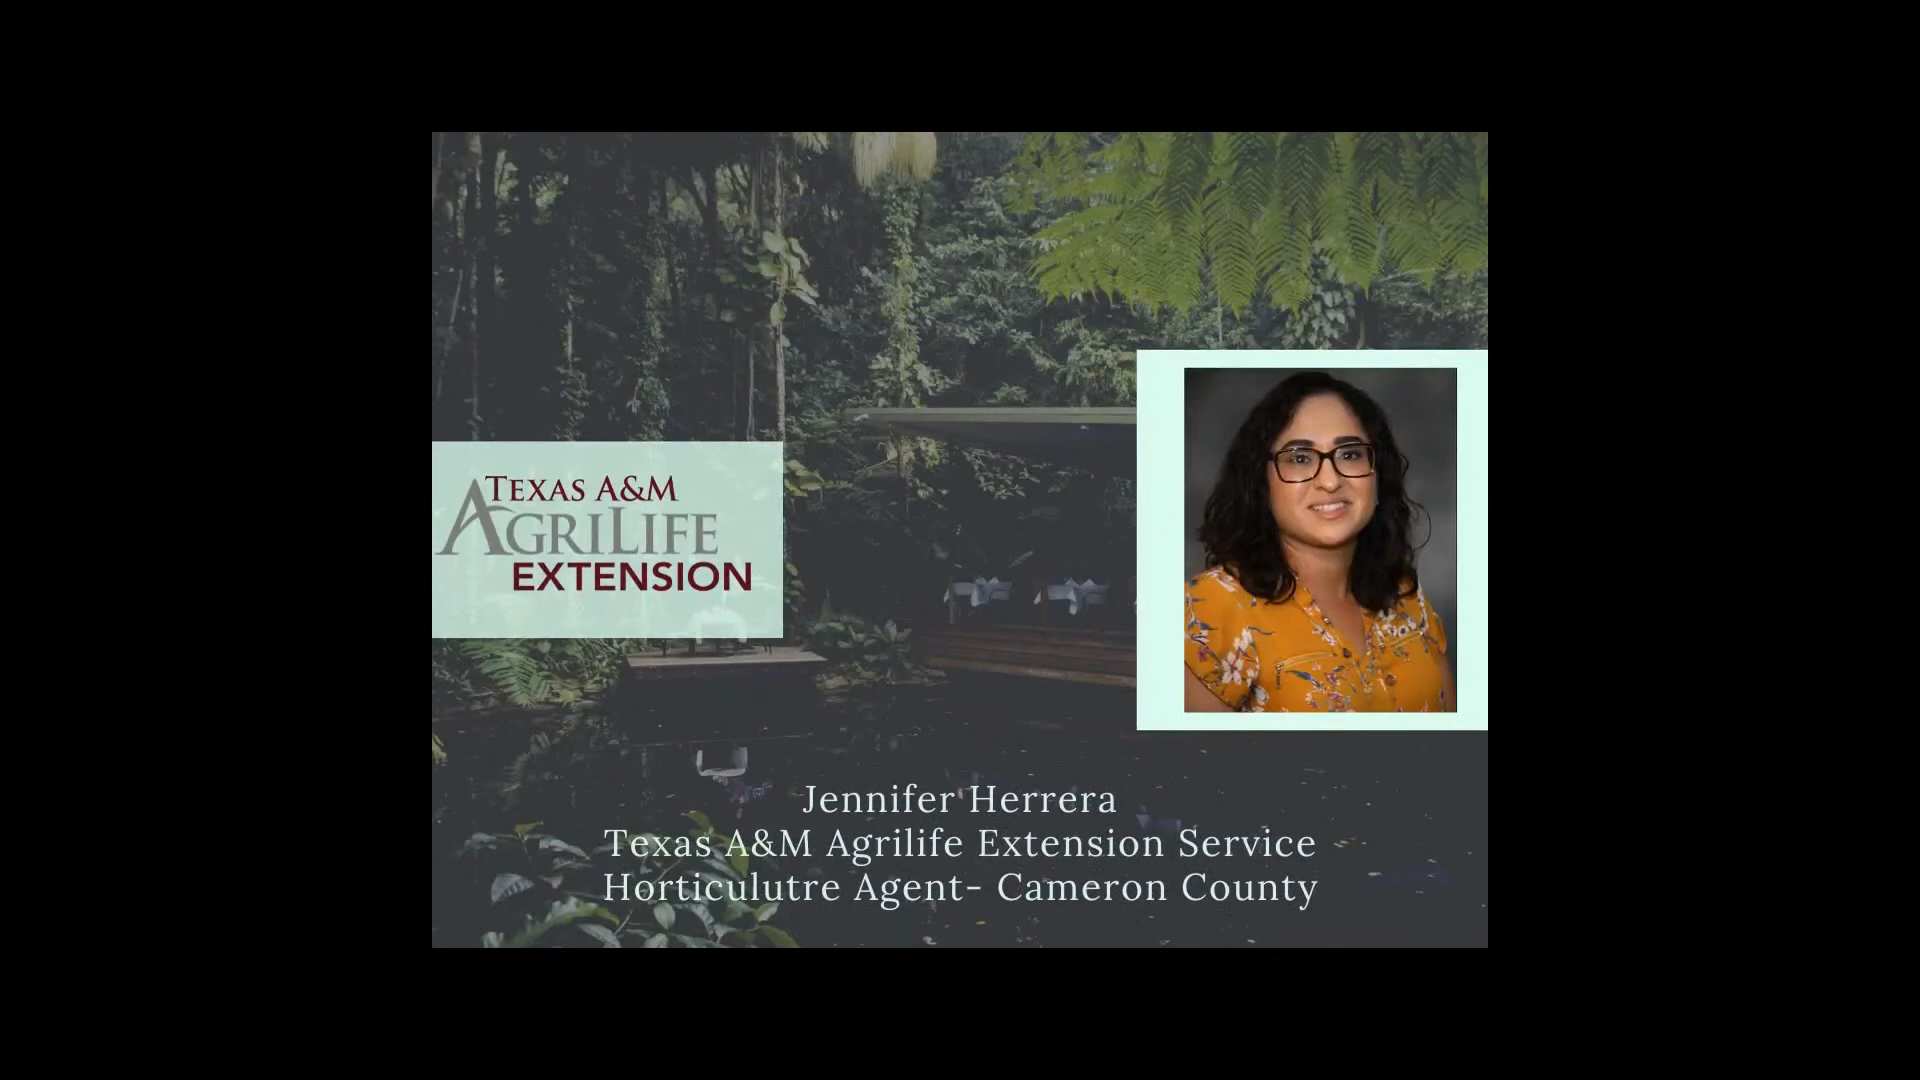 TEXAS A&M
AGRILIFE
EXTENSION
Jennifer Herrera
Texas A&M Agrilife Extension Service
Horticulutre Agent- Cameron County